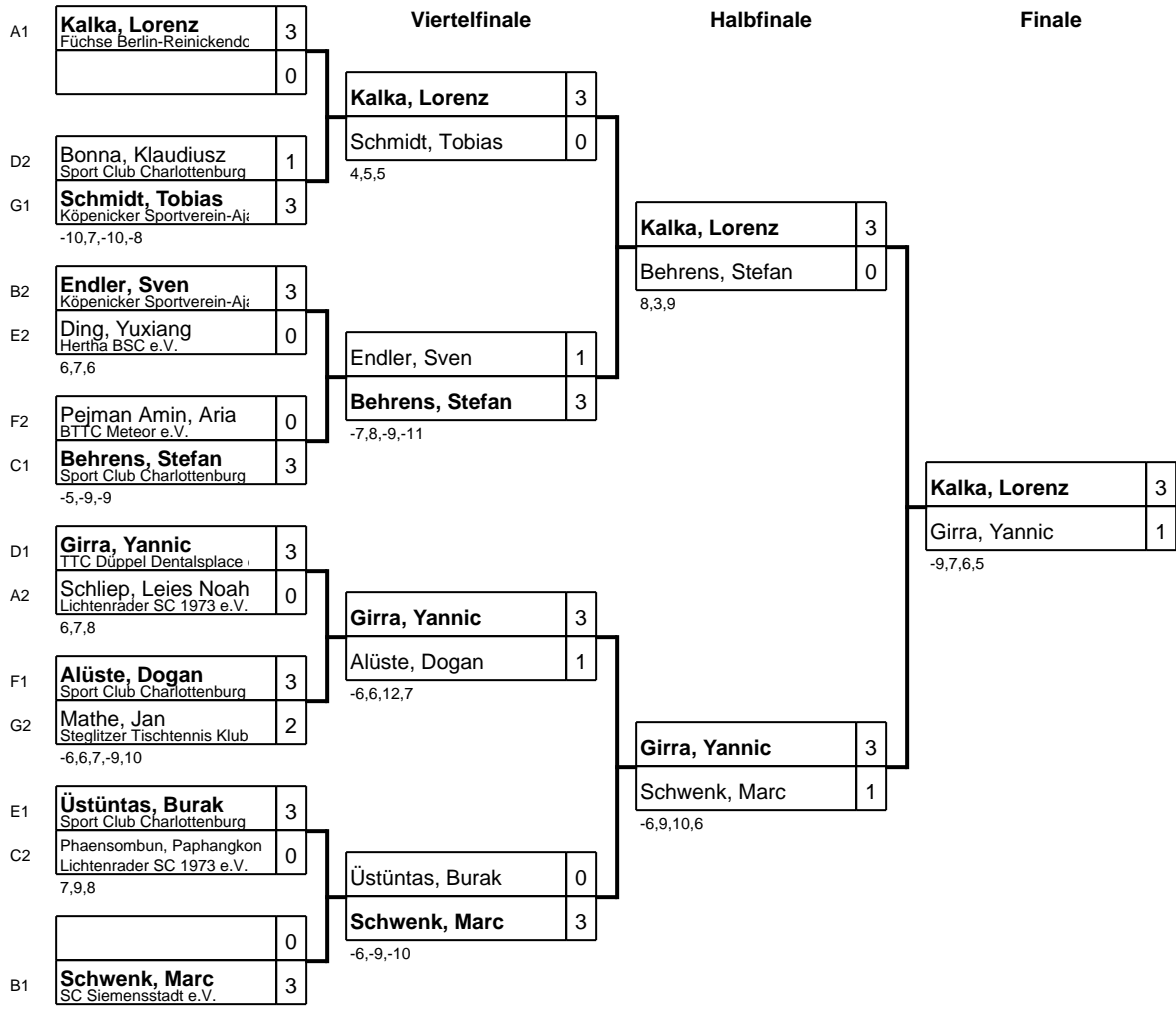 Viertelfinale
Halbfinale
Finale
A1
Kalka, Lorenz
3
Füchse Berlin-Reinickendo
0
D2
Bonna, Klaudiusz
1
Sport Club Charlottenburg
G1
Schmidt, Tobias
3
Köpenicker Sportverein-Aja
-10,7,-10,-8
B2
Endler, Sven
3
Köpenicker Sportverein-Aja
E2
Ding, Yuxiang
0
Hertha BSC e.V.
6,7,6
F2
Pejman Amin, Aria
0
BTTC Meteor e.V.
C1
Behrens, Stefan
3
Sport Club Charlottenburg
-5,-9,-9
D1
Girra, Yannic
3
TTC Düppel Dentalsplace
A2
Schliep, Leies Noah
0
Lichtenrader SC 1973 e.V.
6,7,8
F1
Alüste, Dogan
3
Sport Club Charlottenburg
G2
Mathe, Jan
2
Steglitzer Tischtennis Klub
-6,6,7,-9,10
E1
Üstüntas, Burak
3
Sport Club Charlottenburg
C2
Phaensombun, Paphangkon
0
Lichtenrader SC 1973 e.V.
7,9,8
0
B1
Schwenk, Marc
3
SC Siemensstadt e.V.
Kalka, Lorenz
3
Schmidt, Tobias
0
4,5,5
Endler, Sven
1
Behrens, Stefan
3
-7,8,-9,-11
Girra, Yannic
3
Alüste, Dogan
1
-6,6,12,7
Üstüntas, Burak
0
Schwenk, Marc
3
-6,-9,-10
Kalka, Lorenz
3
Behrens, Stefan
0
8,3,9
Girra, Yannic
3
Schwenk, Marc
1
-6,9,10,6
Kalka, Lorenz
3
Girra, Yannic
1
-9,7,6,5